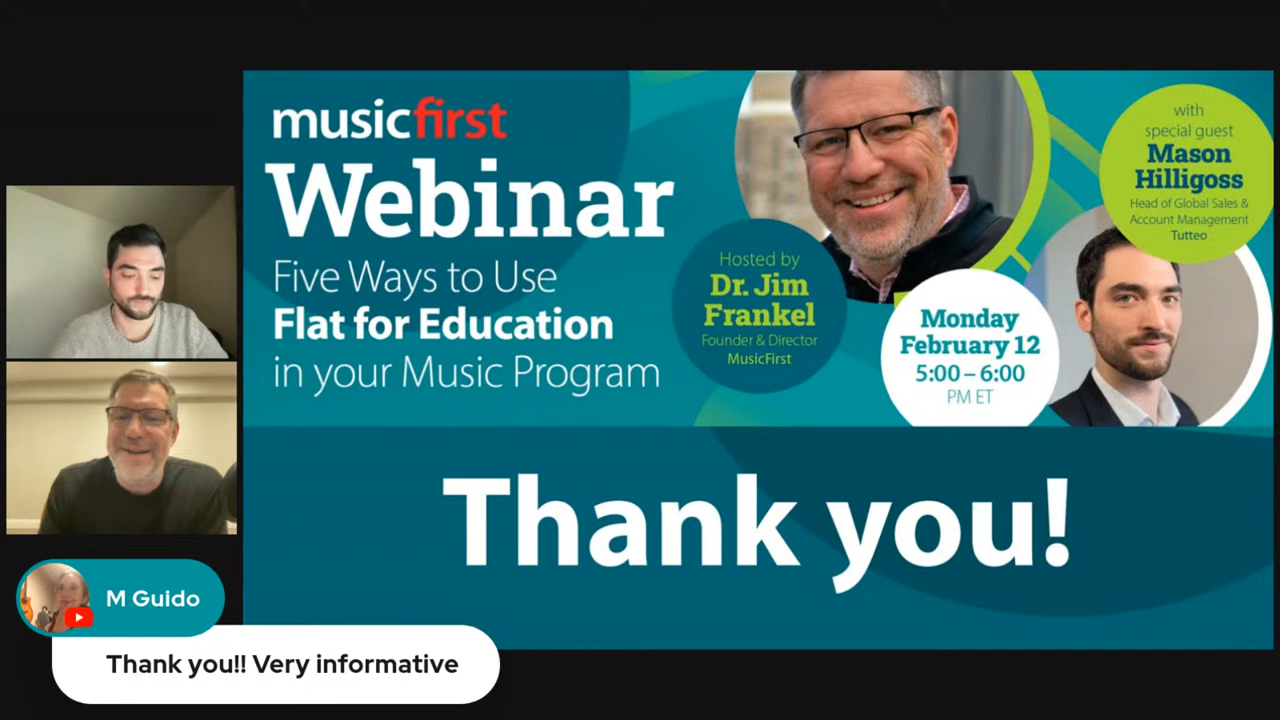 musicfirst
Webinar
Five Ways to Use
Flat for Education
in your Music Program
Hosted by
Dr. Jim
Frankel
Founder & Director
MusicFirst
Monday
February 12
5:00 – 6:00
PM ET
with
special guest
Mason
Hilligoss
Head of Global Sales &
Account Management
Tutteo
Thank you!
M Guido
Thank you!! Very informative